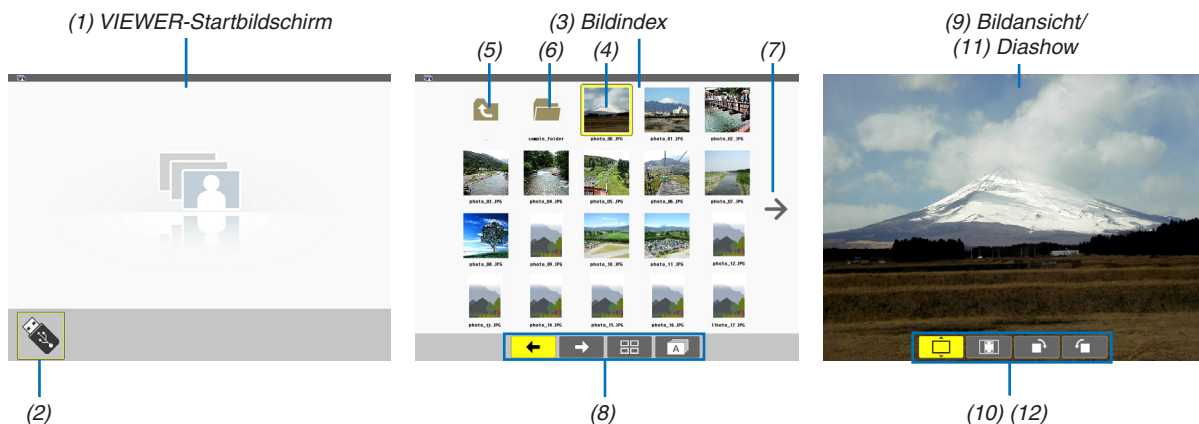 (1) VIEWER-Startbildschirm
(3) Bildindex
(9) Bildansicht/
(11) Diashow
(5)
(6)
(4)
(7)
sample_folder
photo_00.JPG
photo_01.JPG
photo_02.JPG
photo_03.JPG
photo_04.JPG
photo_05.JPG
photo_06.JPG
photo_07.JPG
photo_08.JPG
photo_09.JPG
photo_10.JPG
photo_11.JPG
photo_12.JPG
photo_13.JPG
photo_14.JPG
photo_15.JPG
photo_16.JPG
A
(2)
(8)
(10) (12)